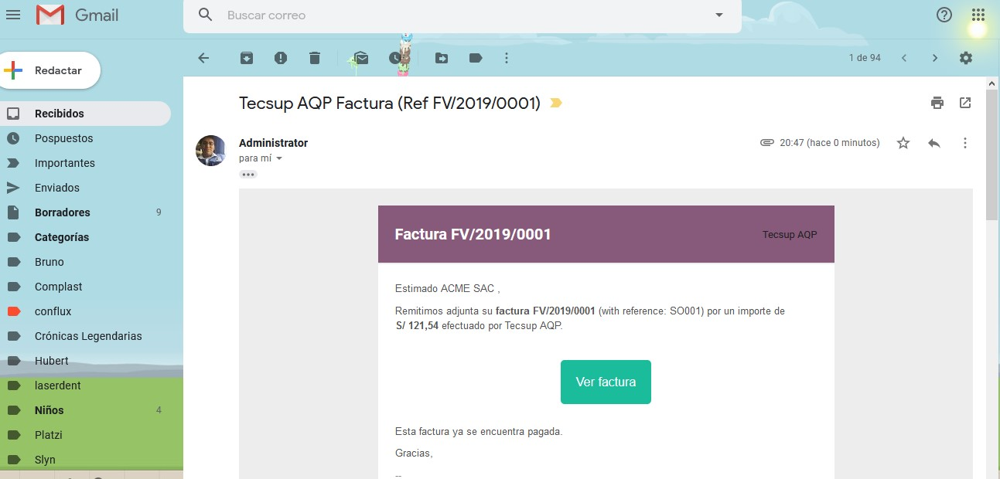 Gmail
Buscar correo
1 de 94
Redactar
Recibidos
Pospuestos
Importantes
Enviados
Borradores 9
Categorías
Bruno
Complast
conflux
Crónicas Legendarias
Hubert
laserdent
Niños 4
Platzi
Slyn
Tecsup AQP Factura (Ref FV/2019/0001)
Administrator
20:47 (hace 0 minutos)
para mí
Factura FV/2019/0001
Tecsup AQP
Estimado ACME SAC ,
Remitimos adjunta su factura FV/2019/0001 (with reference: SO001) por un importe de
S/ 121,54 efectuado por Tecsup AQP.
Ver factura
Esta factura ya se encuentra pagada.
Gracias,
--